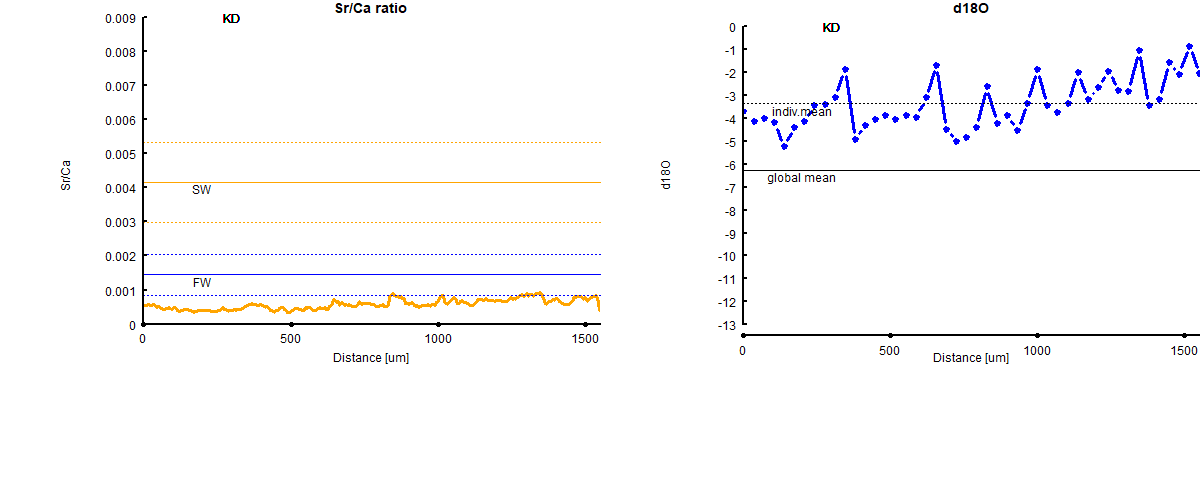 Sr/Ca ratio
KD
0.009
0.008
0.007
0.006
0.005
0.004
0.003
0.002
0.001
0
Sr/Ca
SW
FW
0
500
1000
1500
Distance [um]
d18O
KD
0
-1
-2
-3
-4
-5
-6
-7
-8
-9
-10
-11
-12
-13
d18O
indiv.mean
global mean
0
500
1000
1500
Distance [um]